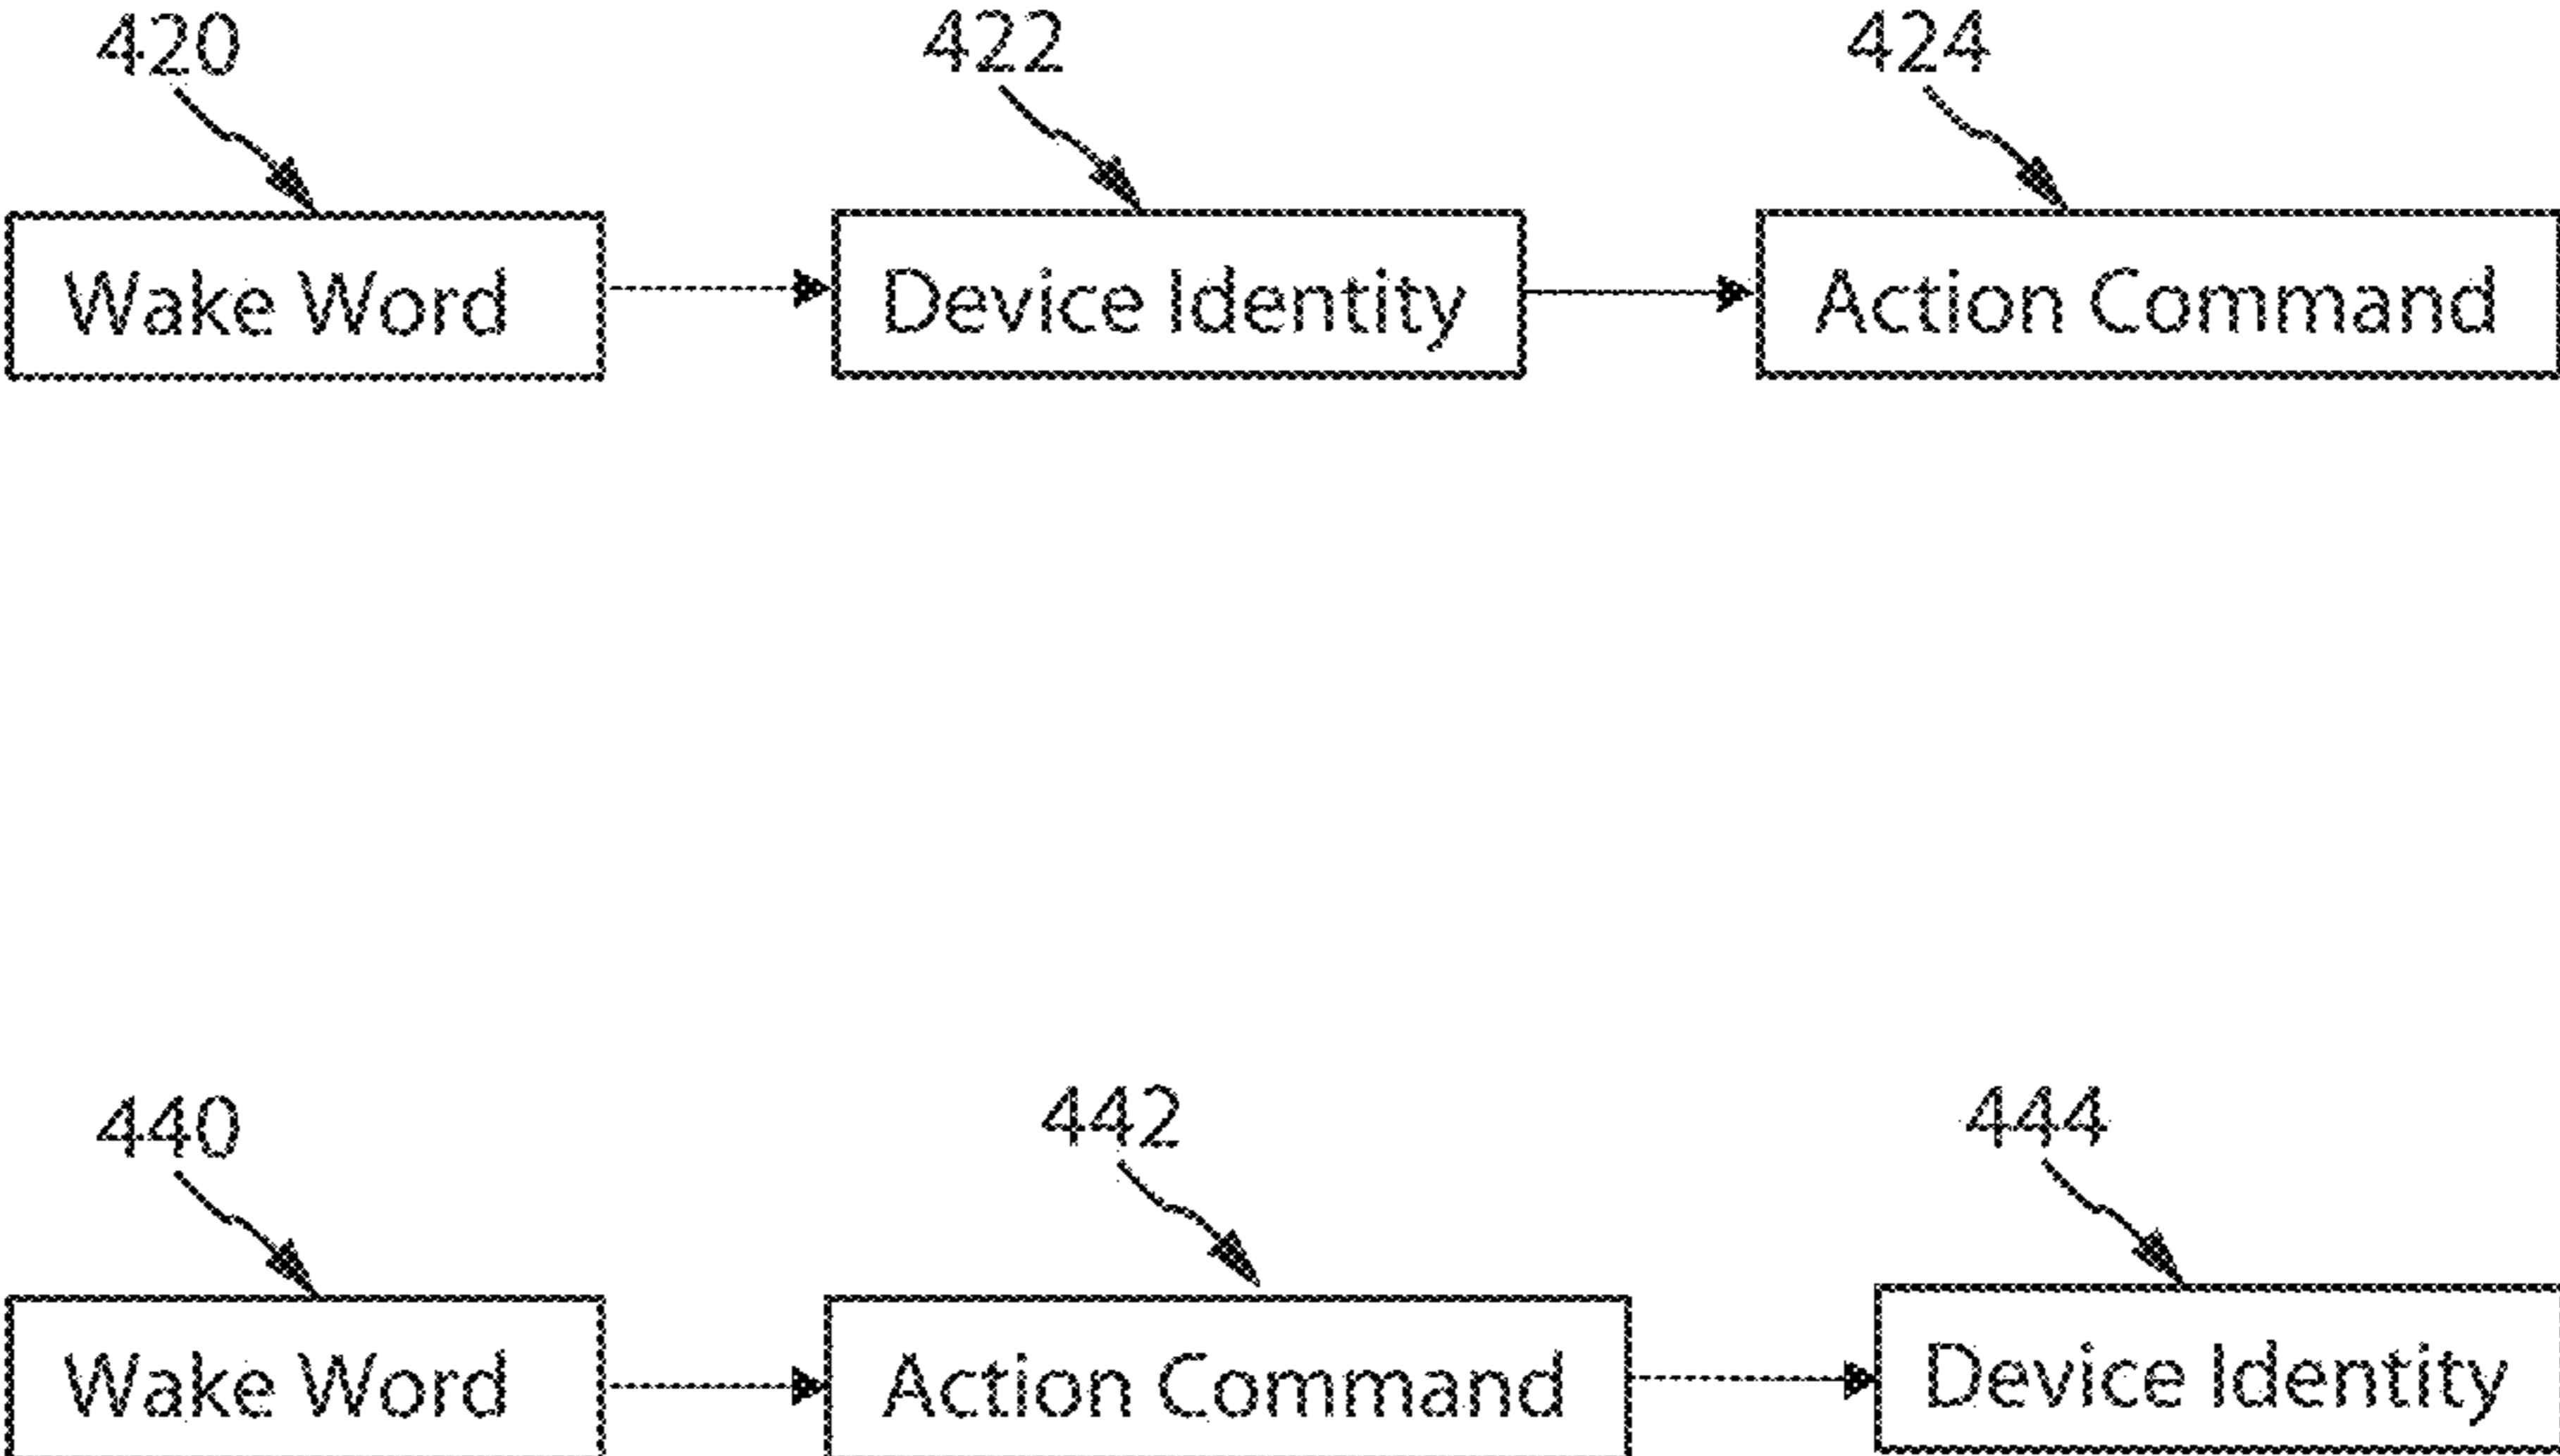 420 422 424
Wake Word Device Identity Action Command
440 442 444
Wake Word Action Command Device Identity